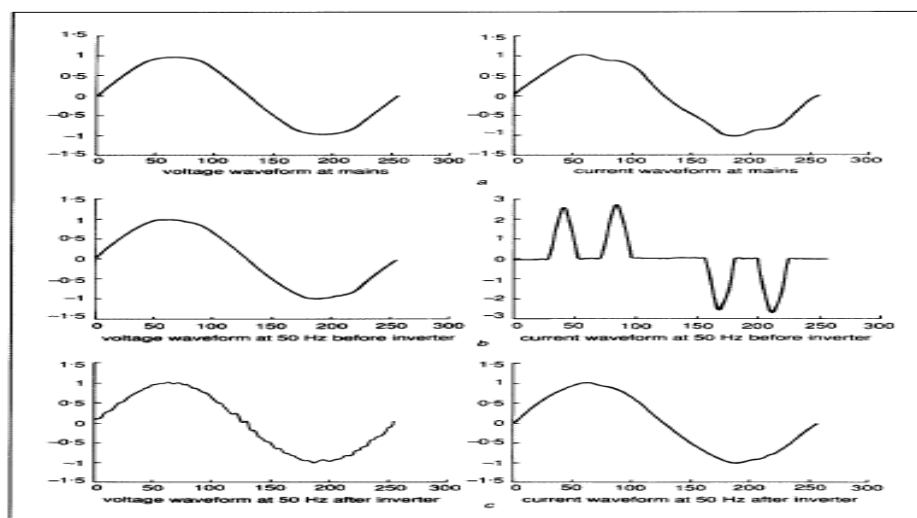 1·5
1
0·5
0
−0·5
−1
−1·5
0 50 100 150 200 250 300
voltage waveform at mains
1·5
1
0·5
0
−0·5
−1
−1·5
0 50 100 150 200 250 300
current waveform at mains
a
1·5
1
0·5
0
−0·5
−1
−1·5
0 50 100 150 200 250 300
voltage waveform at 50 Hz before inverter
3
2
1
0
−1
−2
−3
0 50 100 150 200 250 300
current waveform at 50 Hz before inverter
b
1·5
1
0·5
0
−0·5
−1
−1·5
0 50 100 150 200 250 300
voltage waveform at 50 Hz after inverter
1·5
1
0·5
0
−0·5
−1
−1·5
0 50 100 150 200 250 300
current waveform at 50 Hz after inverter
c